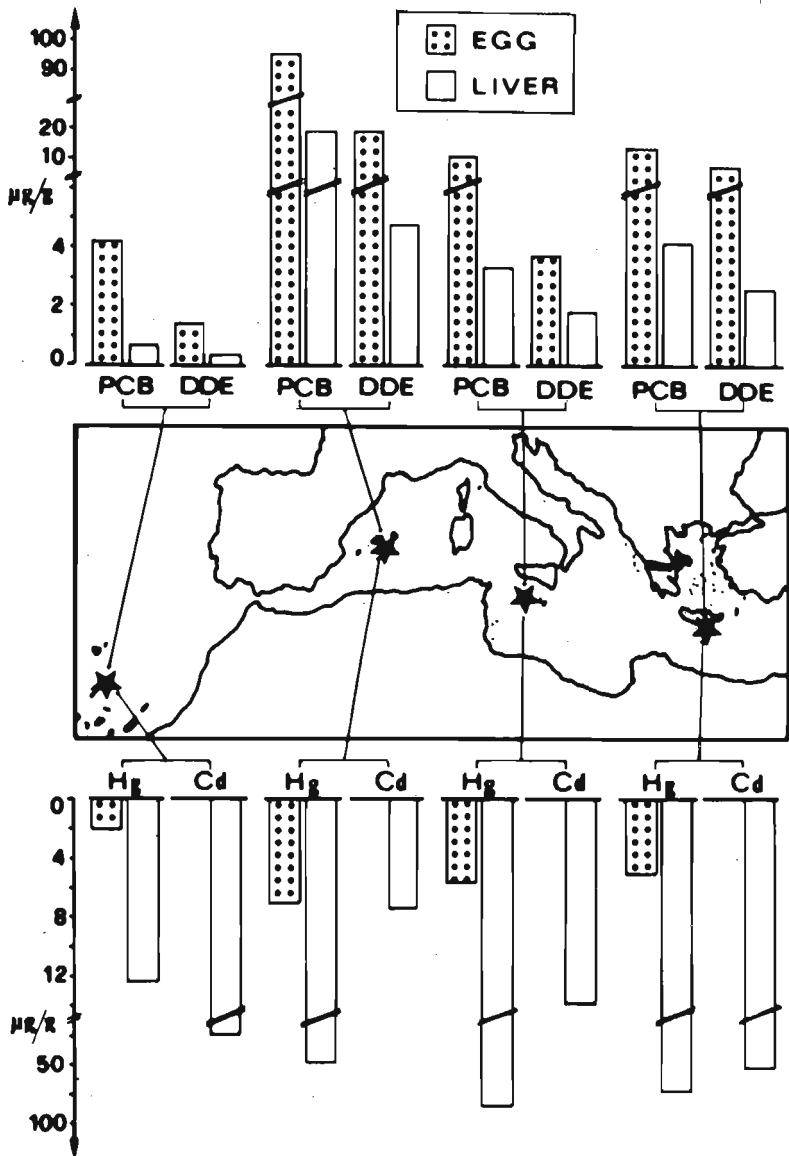 EGG
LIVER
100
90
20
10
µg/g
4
2
0
PCB DDE PCB DDE PCB DDE PCB DDE
Hg Cd Hg Cd Hg Cd Hg Cd
0
4
8
12
µg/g
50
100